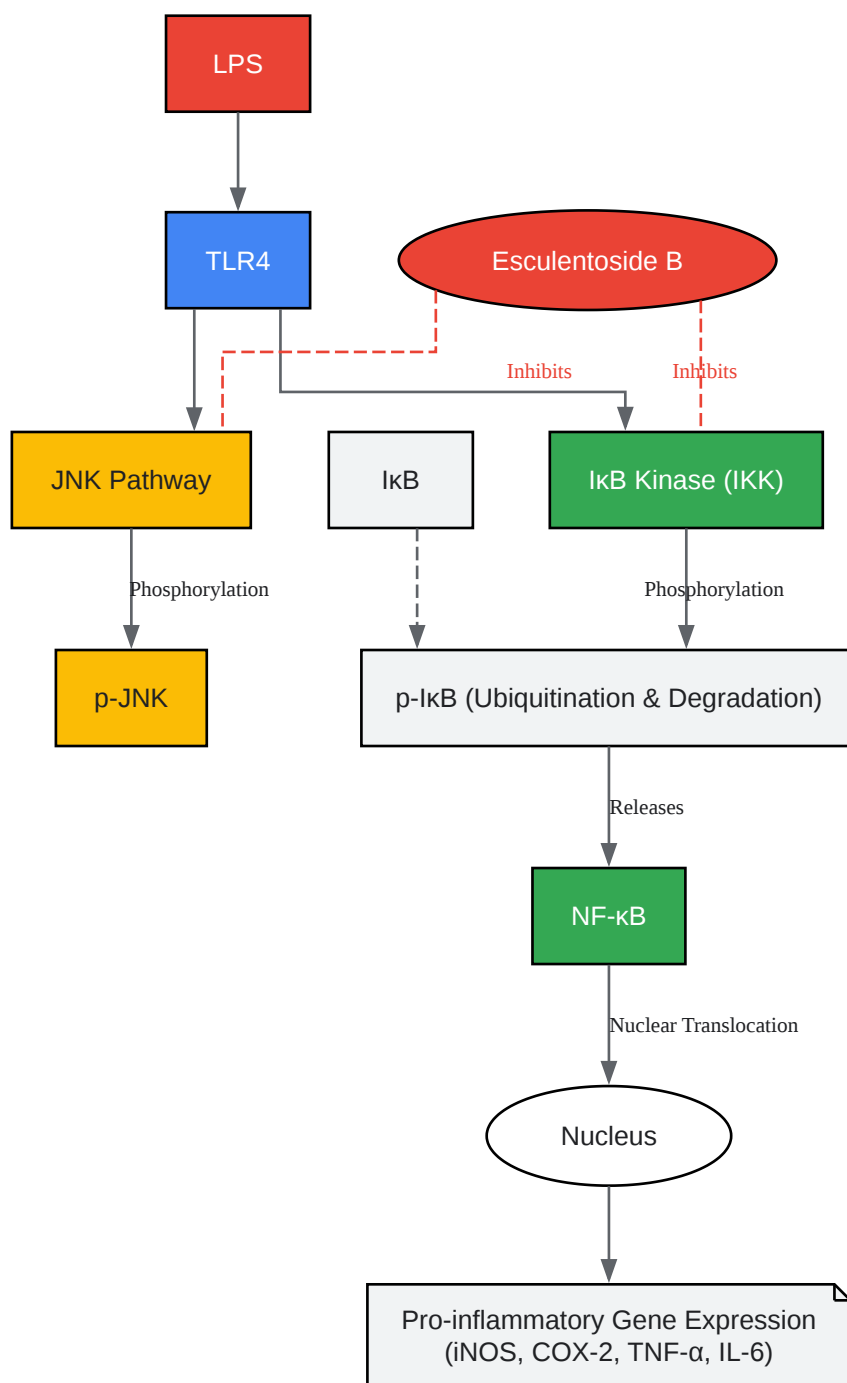 LPS
TLR4
Esculentoside B
Inhibits
Inhibits
JNK Pathway
IκB
IκB Kinase (IKK)
Phosphorylation
Phosphorylation
p-JNK
p-IκB (Ubiquitination & Degradation)
Releases
NF-κB
Nuclear Translocation
Nucleus
Pro-inflammatory Gene Expression
(iNOS, COX-2, TNF-α, IL-6)